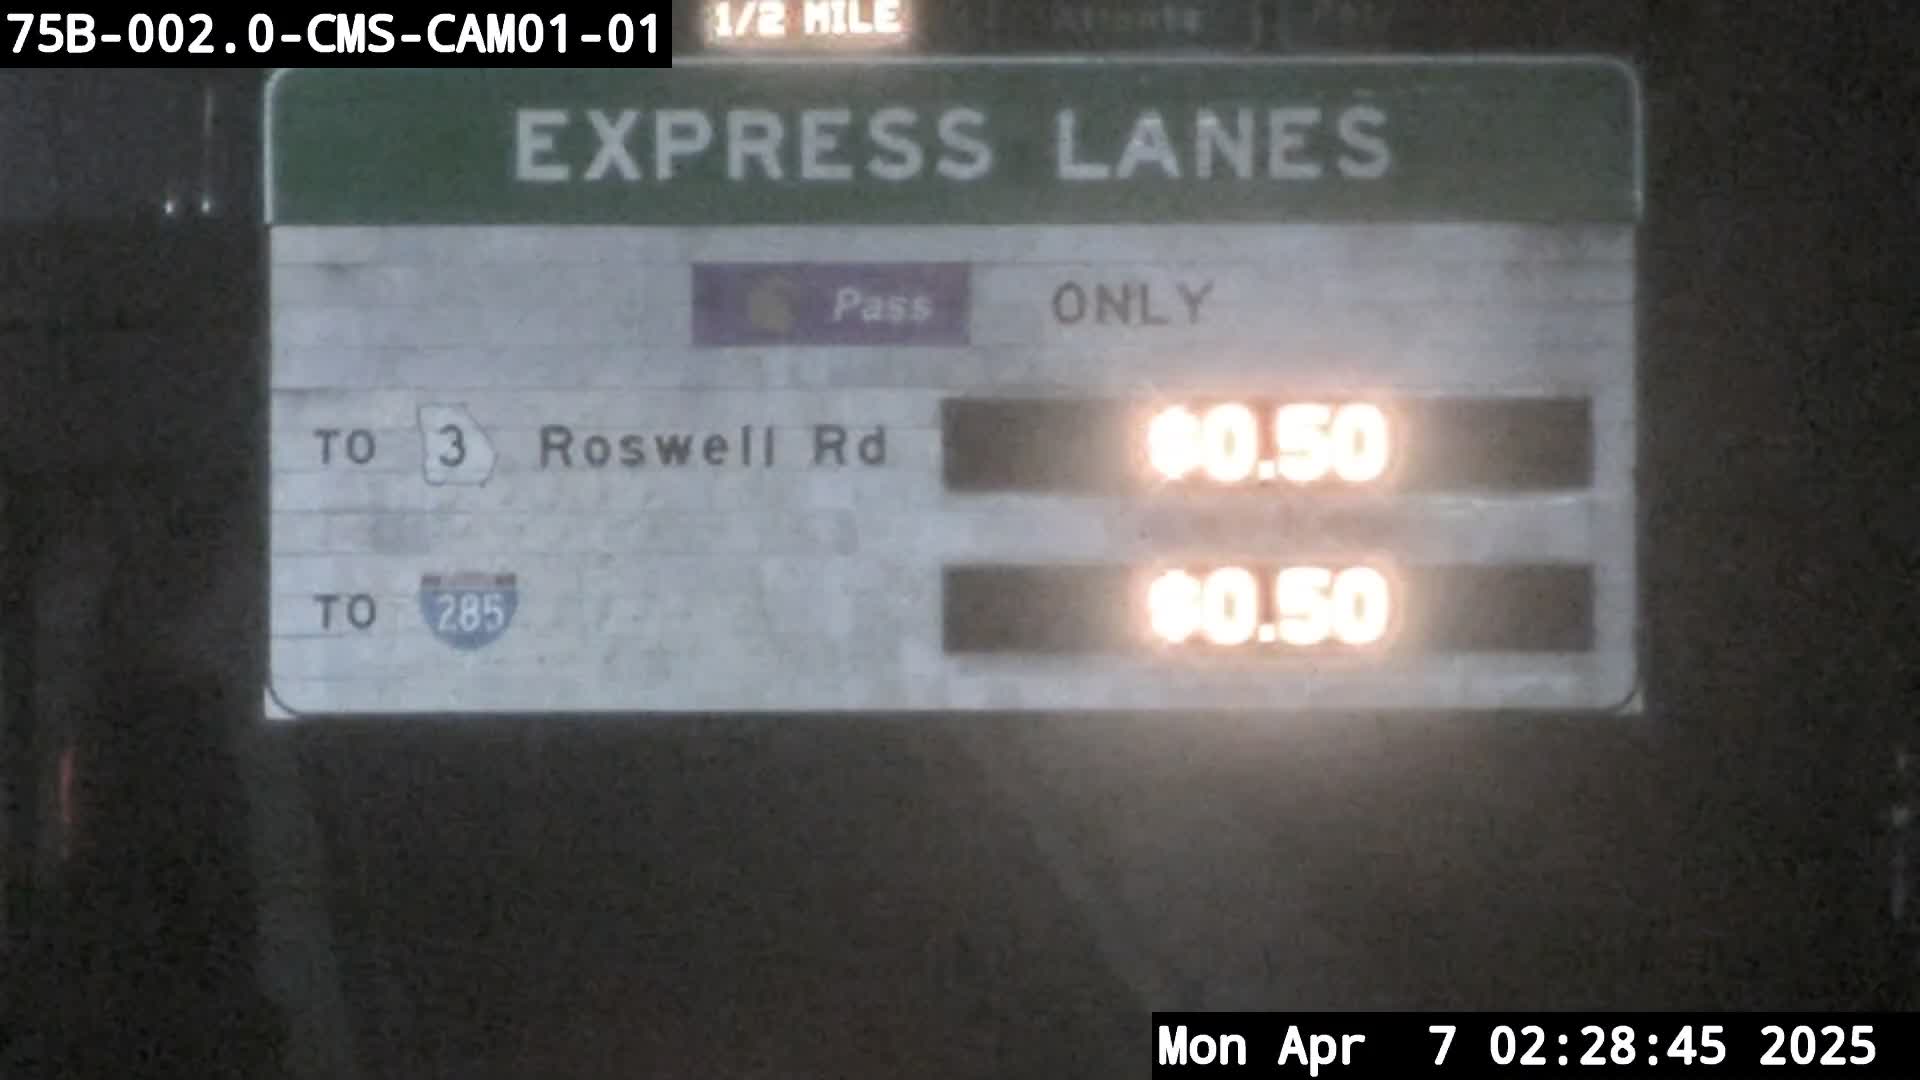 75B-002.0-CMS-CAM01-01
1/2 MILE
Atlanta
EXPRESS LANES
Pass ONLY
TO 3 Roswell Rd $0.50
TO 285 $0.50
Mon Apr 7 02:28:45 2025